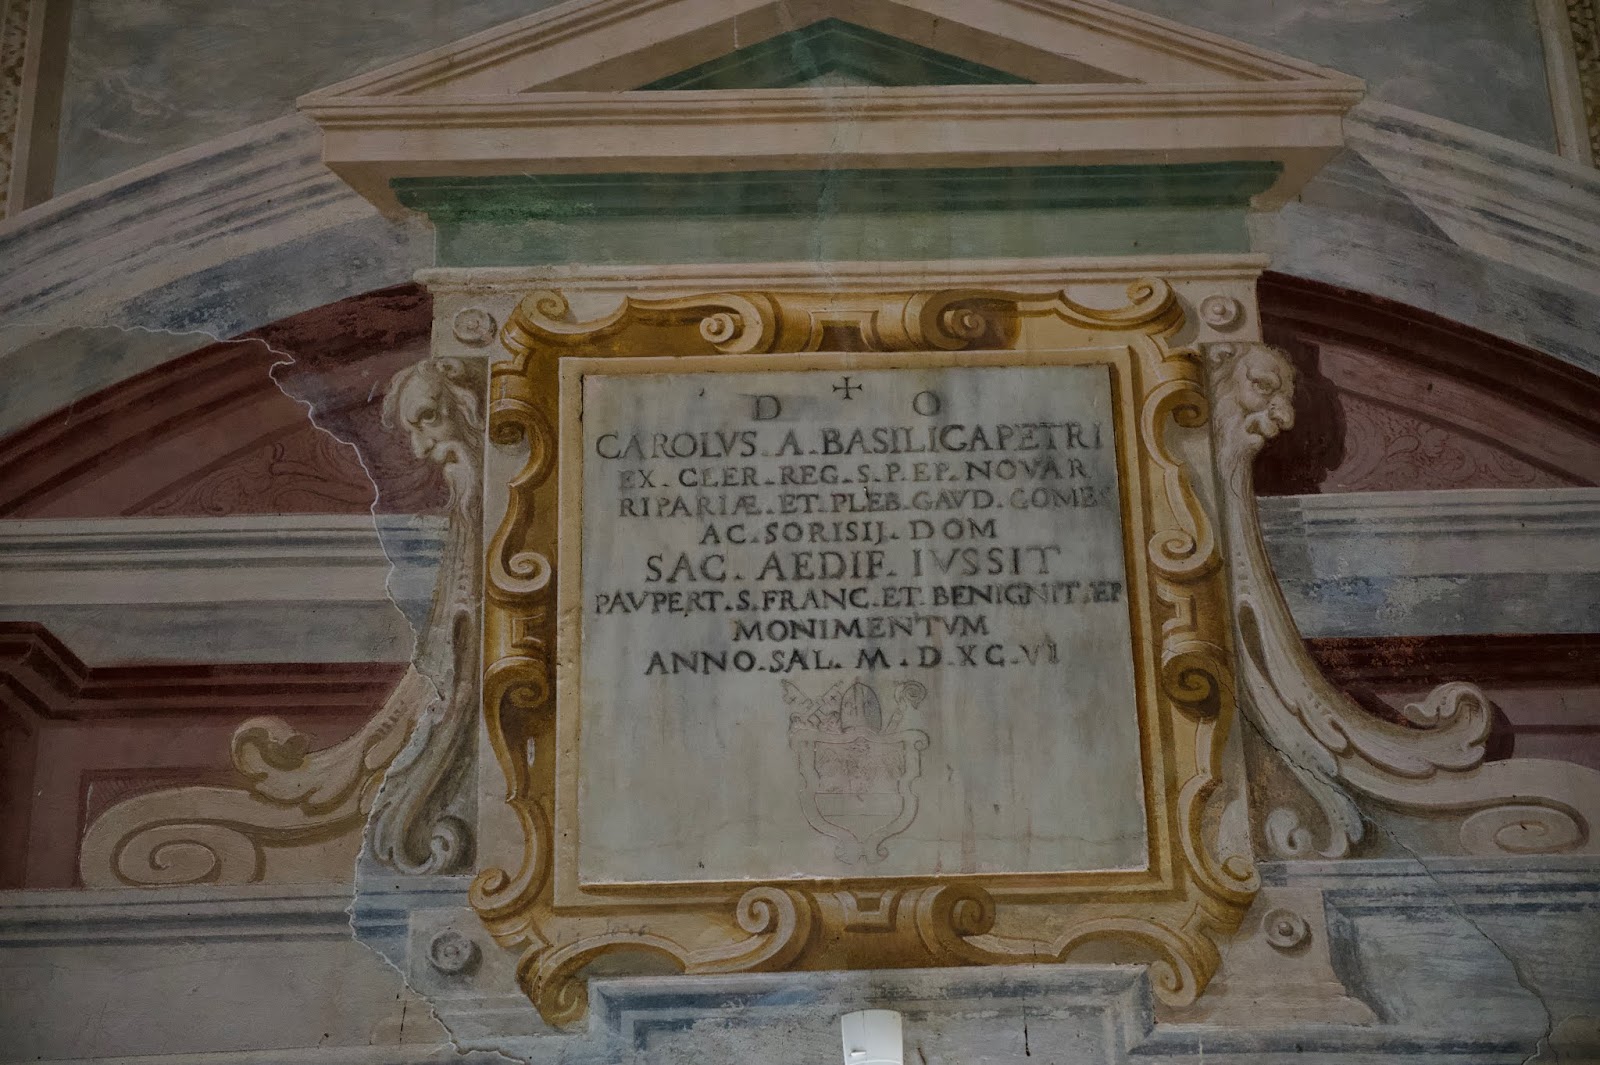 D + O
CAROLVS. A. BASILICAPETRI
EX. CLER. REG. S. P. EP. NOVAR
RIPARIÆ. ET. PLEB. GAVD. COMES
AC. SORISIJ. DOM
SAC. AEDIF. IVSSIT
PAVPERT. S. FRANC. ET. BENIGNIT. EP
MONIMENTVM
ANNO. SAL. M. D. XC. VI